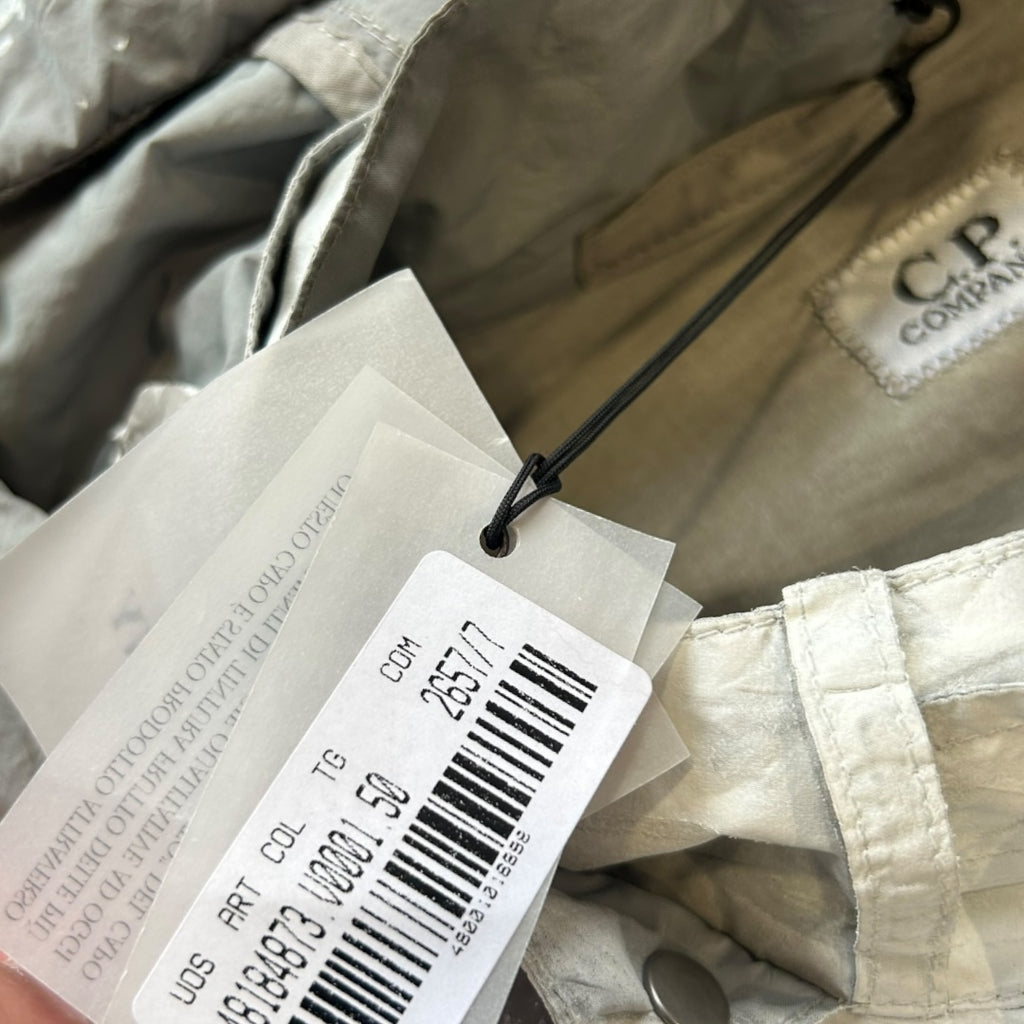 C.P.
COMPAN
COM
2657/7
UOS ART COL TG
48184873.V0001.50
QUESTO CAPO È STATO PRODOTTO ATTRAVERSO
DI TINTURA FRUTTO DELLE PIÙ
QUALITATIVE AD OGGI
DEL CAPO